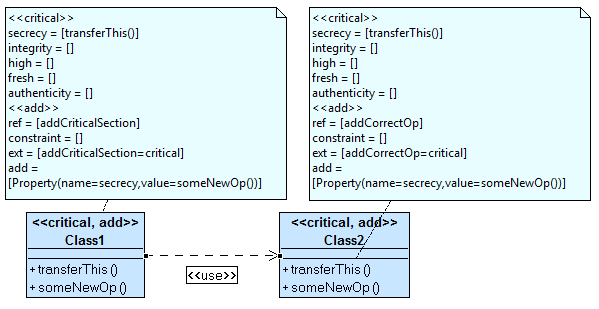 <<critical>>
secrecy = [transferThis()]
integrity = []
high = []
fresh = []
authenticity = []
<<add>>
ref = [addCriticalSection]
constraint = []
ext = [addCriticalSection=critical]
add =
[Property(name=secrecy,value=someNewOp())]
<<critical>>
secrecy = [transferThis()]
integrity = []
high = []
fresh = []
authenticity = []
<<add>>
ref = [addCorrectOp]
constraint = []
ext = [addCorrectOp=critical]
add =
[Property(name=secrecy,value=someNewOp())]
<<critical, add>>
Class1
+ transferThis ()
+ someNewOp ()
<<use>>
<<critical, add>>
Class2
+ transferThis ()
+ someNewOp ()